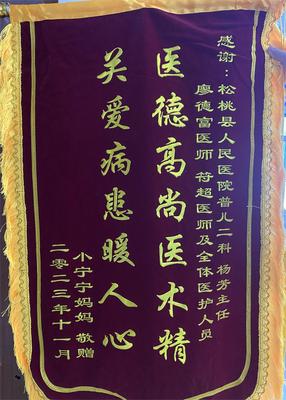 感谢：松桃县人民医院普儿二科 杨芳主任
廖德富医师 符超医师及全体医护人员
医德高尚医术精
关爱病患暖人心
小宁宁妈妈 敬赠
二零二三年十一月